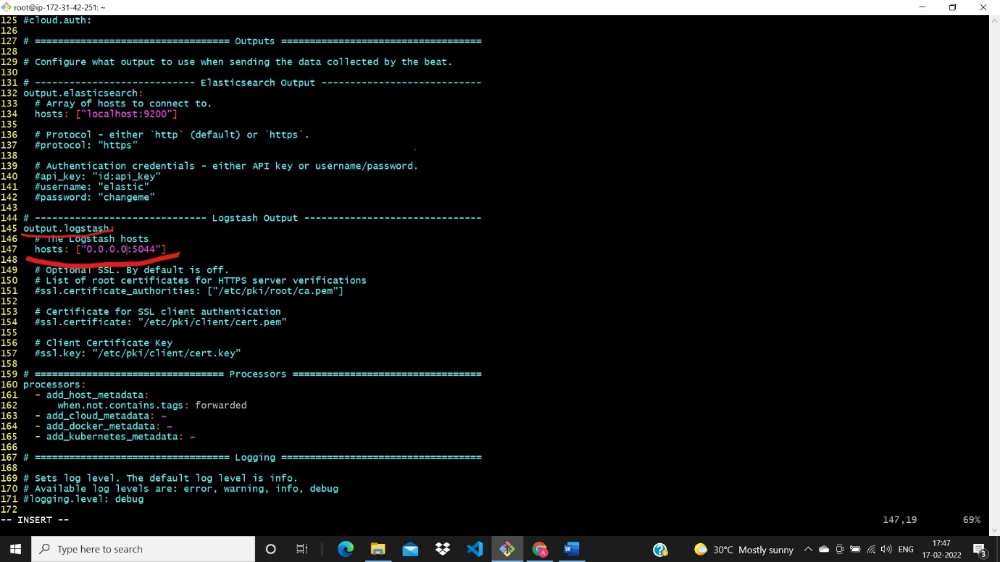 root@ip-172-31-42-251: ~
125 #cloud.auth:
126
127 # ================================== Outputs ===================================
128
129 # Configure what output to use when sending the data collected by the beat.
130
131 # ---------------------------- Elasticsearch Output ----------------------------
132 output.elasticsearch:
133   # Array of hosts to connect to.
134   hosts: ["localhost:9200"]
135
136   # Protocol - either `http` (default) or `https`.
137   #protocol: "https"
138
139   # Authentication credentials - either API key or username/password.
140   #api_key: "id:api_key"
141   #username: "elastic"
142   #password: "changeme"
143
144 # ------------------------------ Logstash Output -------------------------------
145 output.logstash:
146   # The Logstash hosts
147   hosts: ["0.0.0.0:5044"]
148
149   # Optional SSL. By default is off.
150   # List of root certificates for HTTPS server verifications
151   #ssl.certificate_authorities: ["/etc/pki/root/ca.pem"]
152
153   # Certificate for SSL client authentication
154   #ssl.certificate: "/etc/pki/client/cert.pem"
155
156   # Client Certificate Key
157   #ssl.key: "/etc/pki/client/cert.key"
158
159 # ================================= Processors =================================
160 processors:
161   - add_host_metadata:
162       when.not.contains.tags: forwarded
163   - add_cloud_metadata: ~
164   - add_docker_metadata: ~
165   - add_kubernetes_metadata: ~
166
167 # ================================== Logging ===================================
168
169 # Sets log level. The default log level is info.
170 # Available log levels are: error, warning, info, debug
171 #logging.level: debug
172
-- INSERT -- 147,19 69%
Type here to search 30°C Mostly sunny ENG 17:47
17-02-2022 3